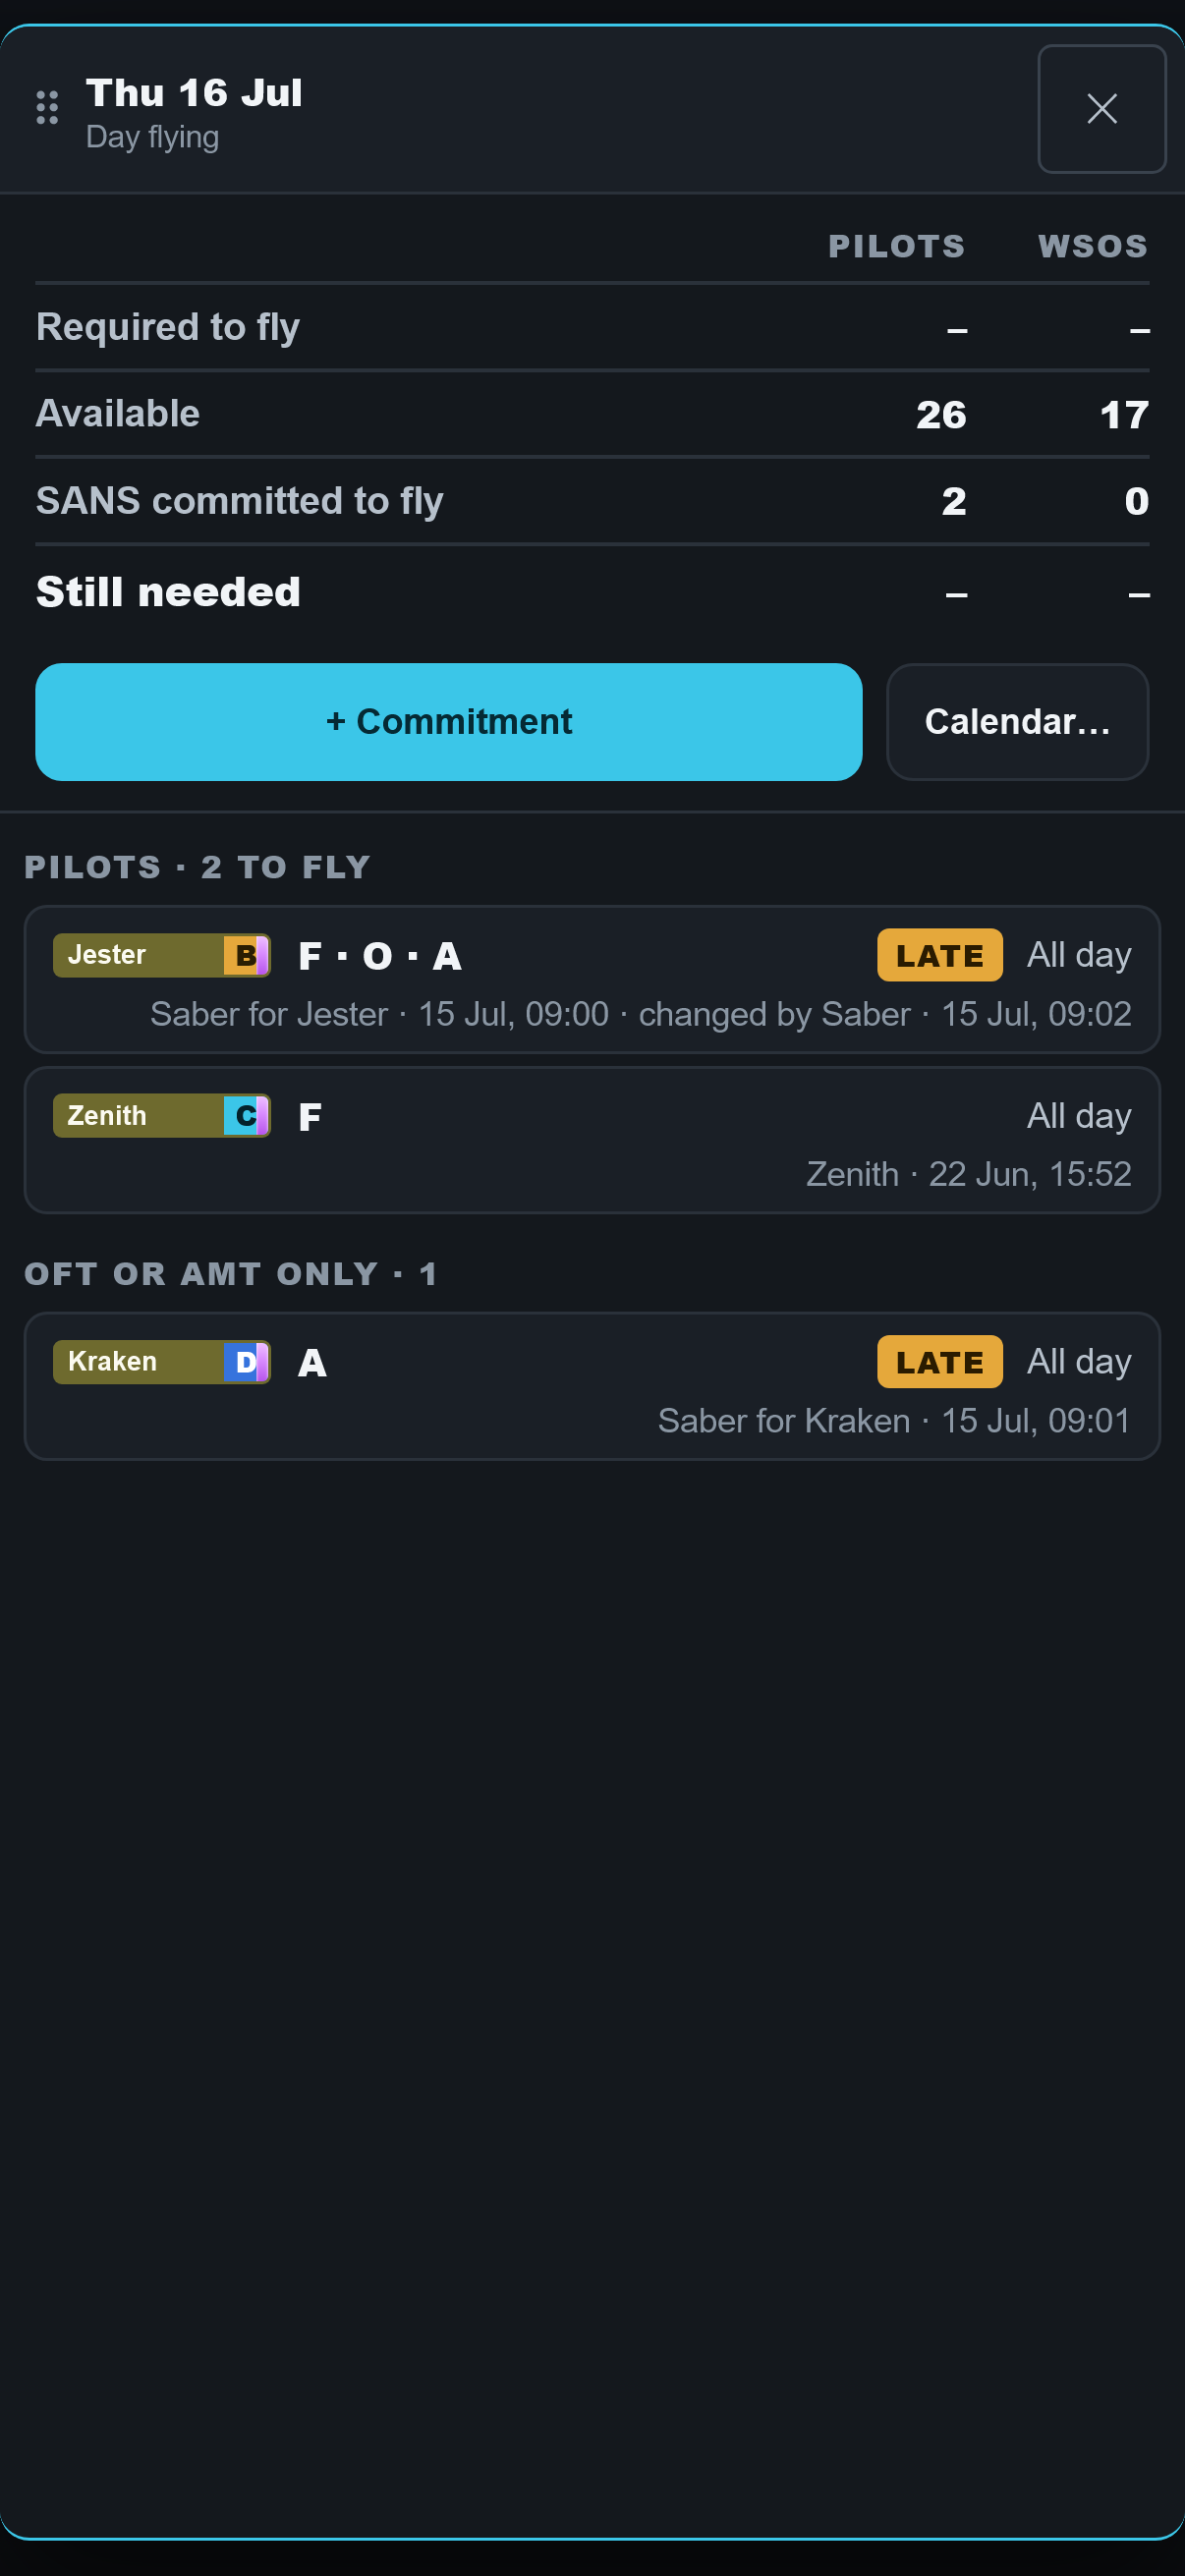 Thu 16 Jul
Day flying
PILOTS WSOS
Required to fly – –
Available 26 17
SANS committed to fly 2 0
Still needed – –
+ Commitment Calendar…
PILOTS · 2 TO FLY
Jester B F · O · A LATE All day
Saber for Jester · 15 Jul, 09:00 · changed by Saber · 15 Jul, 09:02
Zenith C F All day
Zenith · 22 Jun, 15:52
OFT OR AMT ONLY · 1
Kraken D A LATE All day
Saber for Kraken · 15 Jul, 09:01